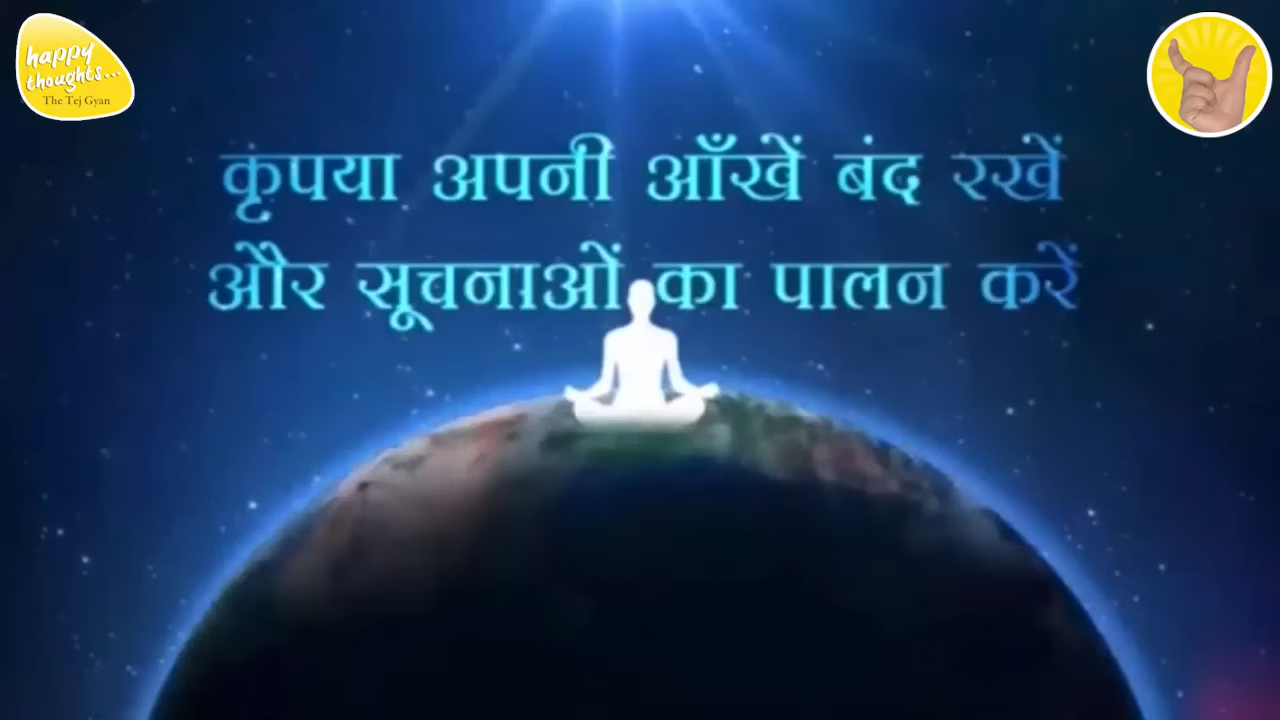 happy
thoughts...
The Tej Gyan
कृपया अपनी आँखें बंद रखें
और सूचनाओं का पालन करें